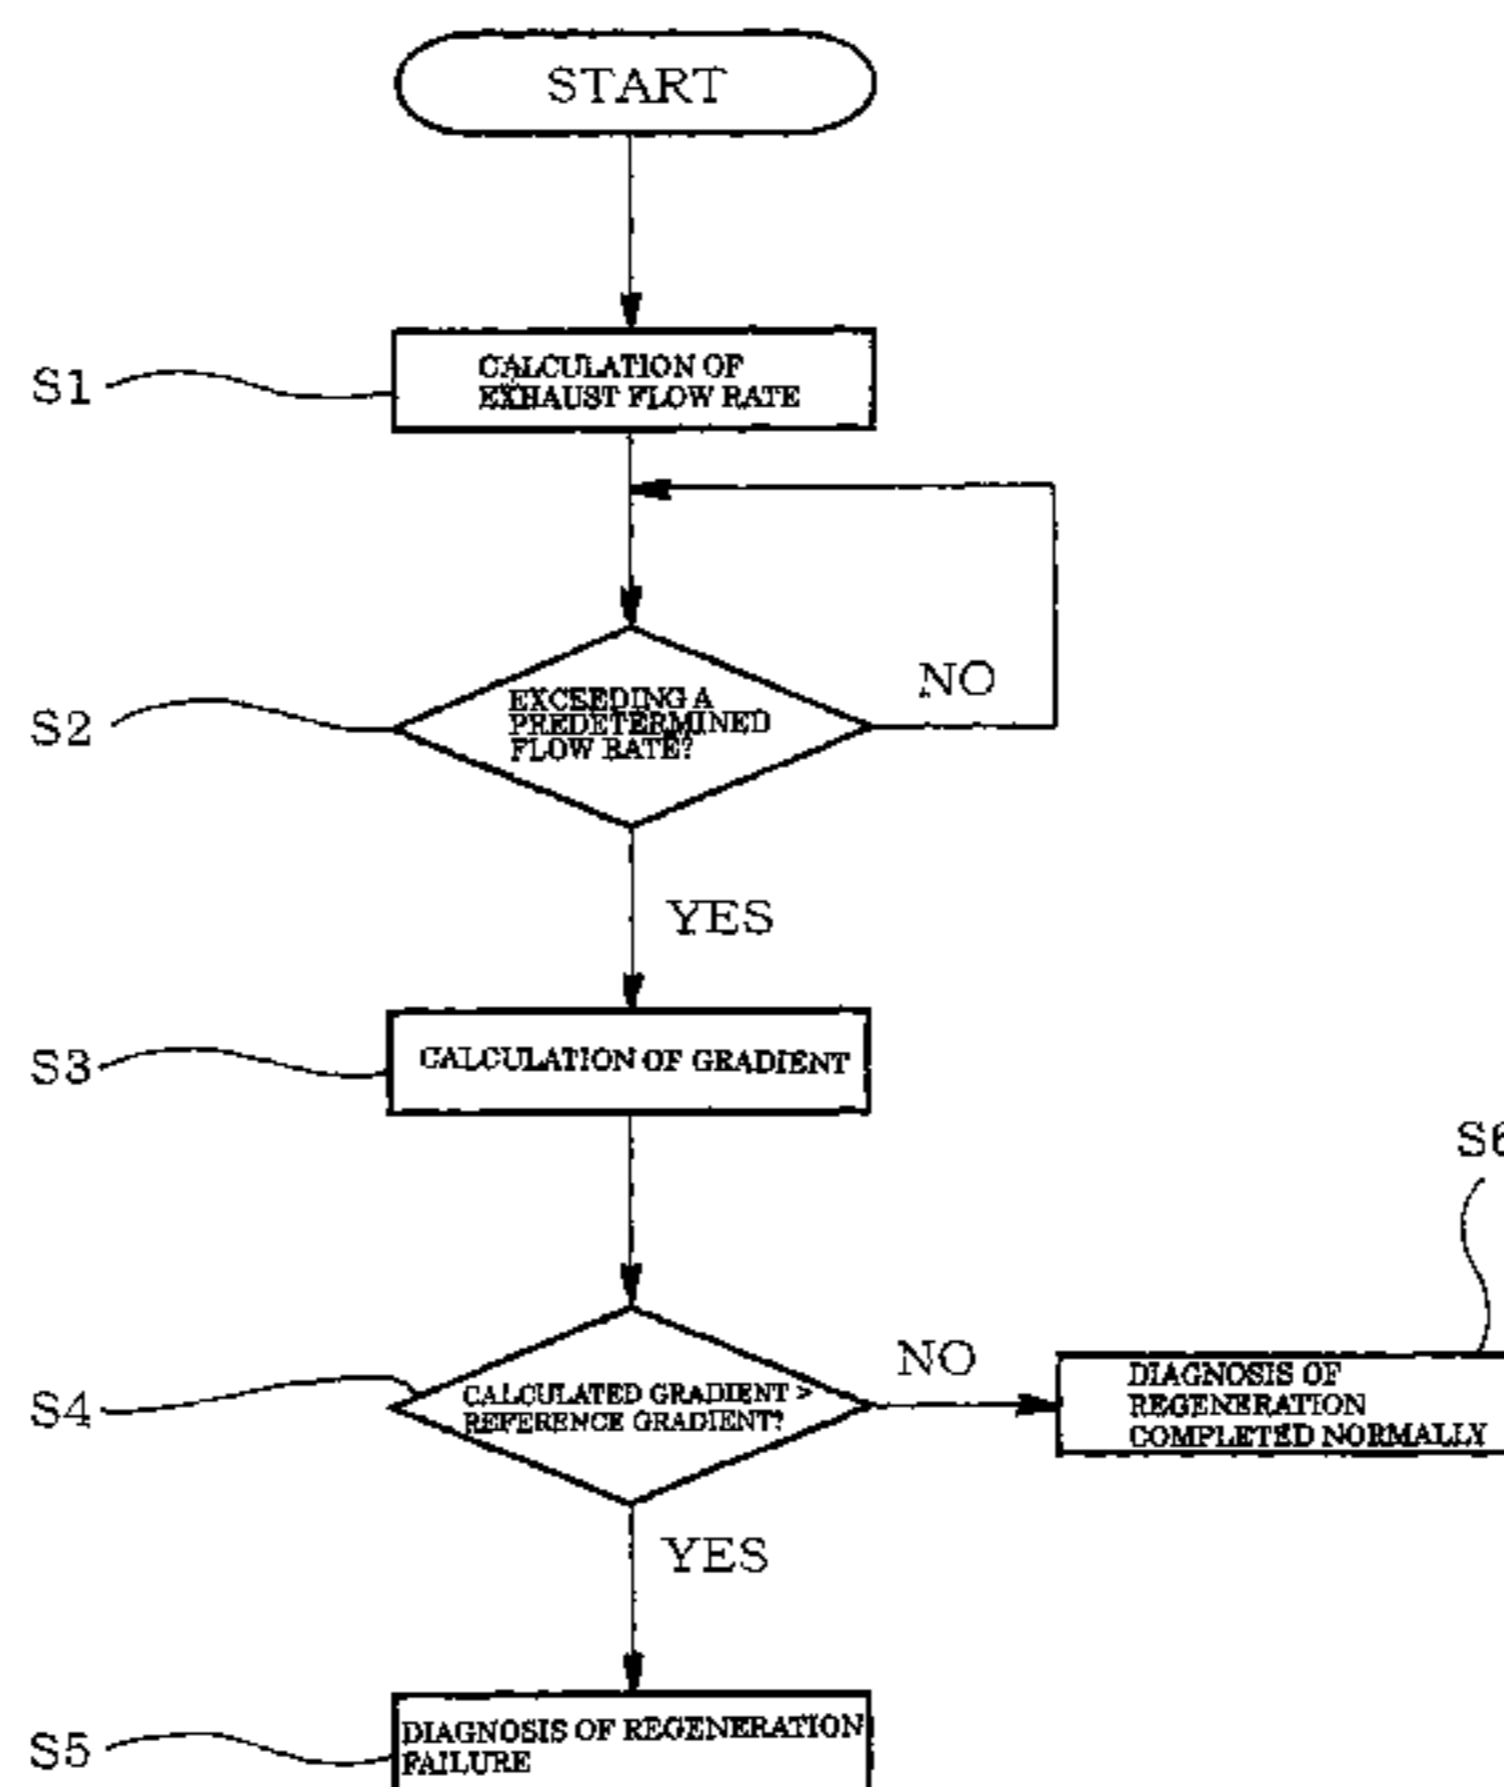 START
S1
CALCULATION OF
EXHAUST FLOW RATE
S2
EXCEEDING A
PREDETERMINED
FLOW RATE?
NO
YES
S3
CALCULATION OF GRADIENT
S6
S4
CALCULATED GRADIENT >
REFERENCE GRADIENT?
NO
DIAGNOSIS OF
REGENERATION
COMPLETED NORMALLY
YES
S5
DIAGNOSIS OF REGENERATION
FAILURE